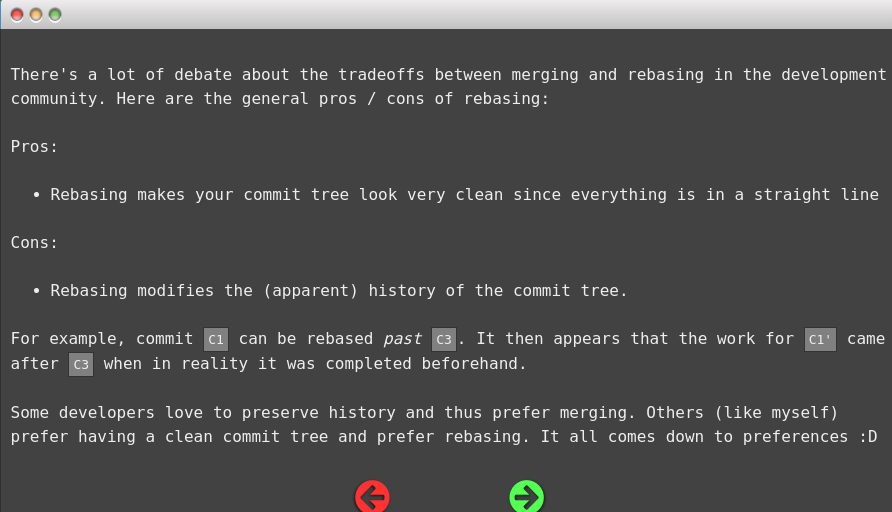 There's a lot of debate about the tradeoffs between merging and rebasing in the development
community. Here are the general pros / cons of rebasing:
Pros:
• Rebasing makes your commit tree look very clean since everything is in a straight line
Cons:
• Rebasing modifies the (apparent) history of the commit tree.
For example, commit C1 can be rebased past C3. It then appears that the work for C1' came
after C3 when in reality it was completed beforehand.
Some developers love to preserve history and thus prefer merging. Others (like myself)
prefer having a clean commit tree and prefer rebasing. It all comes down to preferences :D